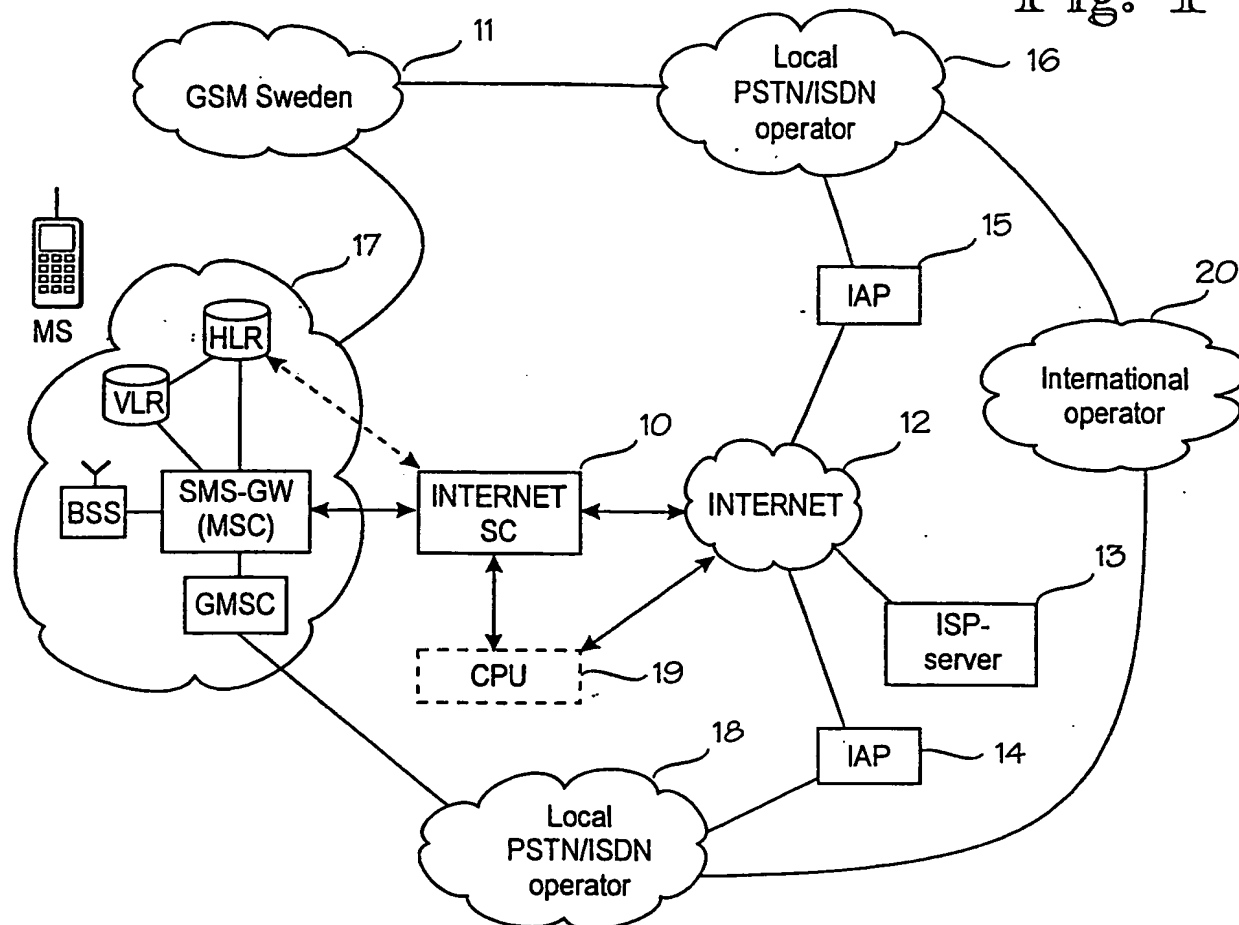 Fig. 1
11
GSM Sweden
Local
PSTN/ISDN
operator
16
MS
17
HLR
VLR
BSS
SMS-GW
(MSC)
GMSC
10
INTERNET
SC
CPU
19
12
INTERNET
15
IAP
20
International
operator
13
ISP-
server
IAP
14
18
Local
PSTN/ISDN
operator